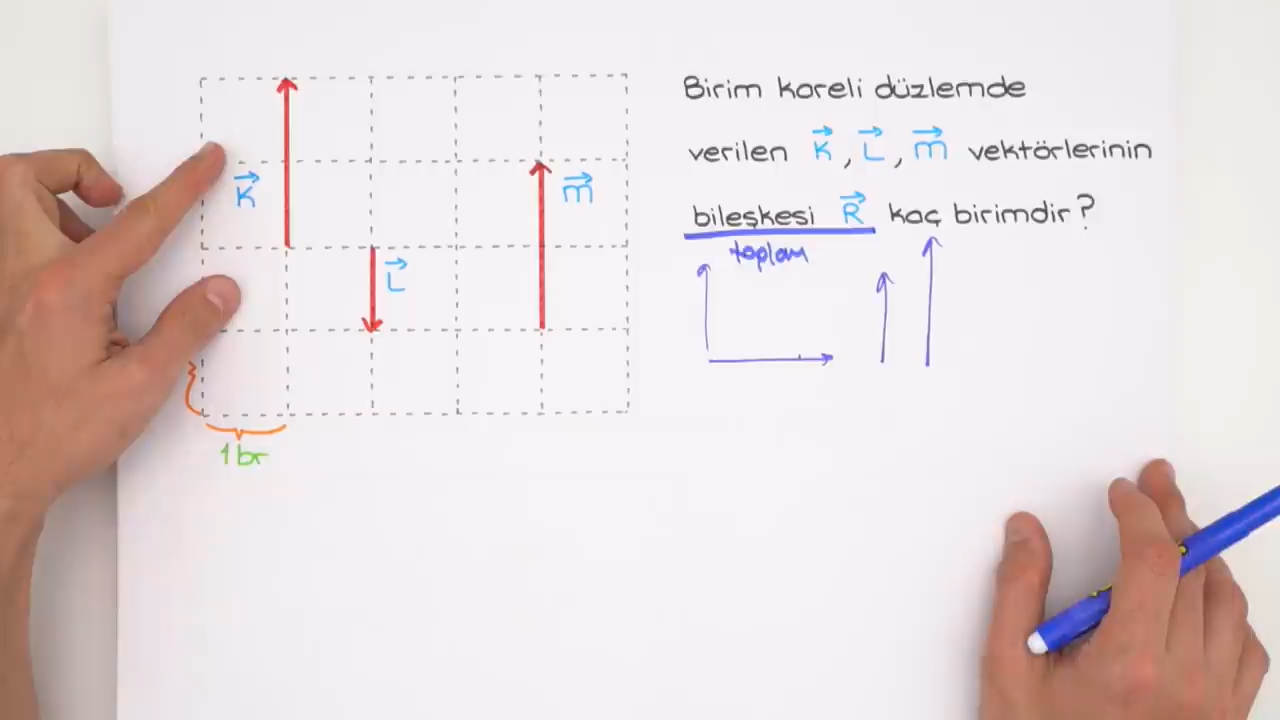 Birim kareli düzlemde
verilen K, L, M vektörlerinin
bileşkesi R kaç birimdir?
toplam
K
L
M
1br